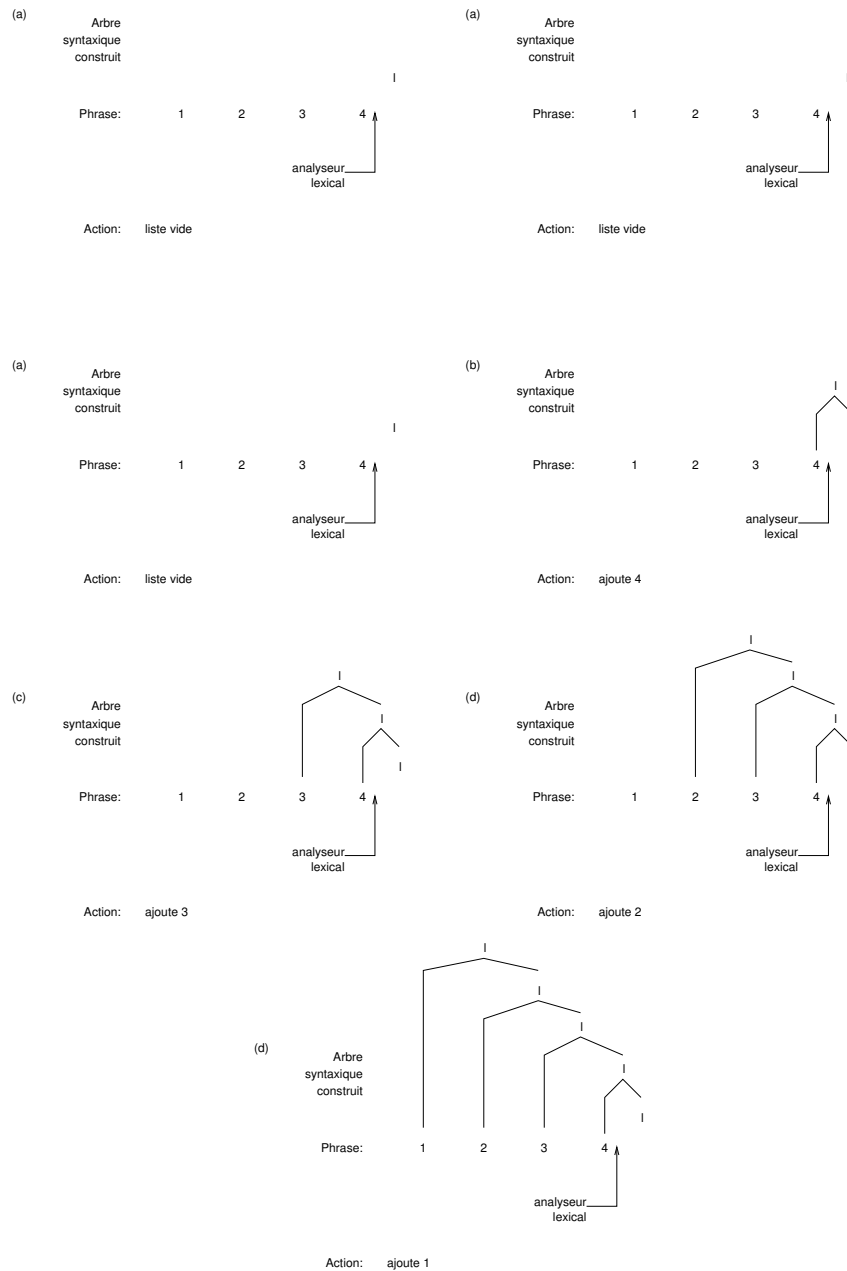 (a)
Arbre
syntaxique
construit
l
Phrase: 1 2 3 4
analyseur
lexical
Action: liste vide
(a)
Arbre
syntaxique
construit
l
Phrase: 1 2 3 4
analyseur
lexical
Action: liste vide
(a)
Arbre
syntaxique
construit
l
Phrase: 1 2 3 4
analyseur
lexical
Action: liste vide
(b)
Arbre
syntaxique
construit
l
Phrase: 1 2 3 4
analyseur
lexical
Action: ajoute 4
(c)
l
Arbre
syntaxique
l
construit
l
Phrase: 1 2 3 4
analyseur
lexical
Action: ajoute 3
(d)
l
l
Arbre
syntaxique
l
construit
Phrase: 1 2 3 4
analyseur
lexical
Action: ajoute 2
l
l
l
(d)
Arbre
l
syntaxique
construit
l
Phrase: 1 2 3 4
analyseur
lexical
Action: ajoute 1